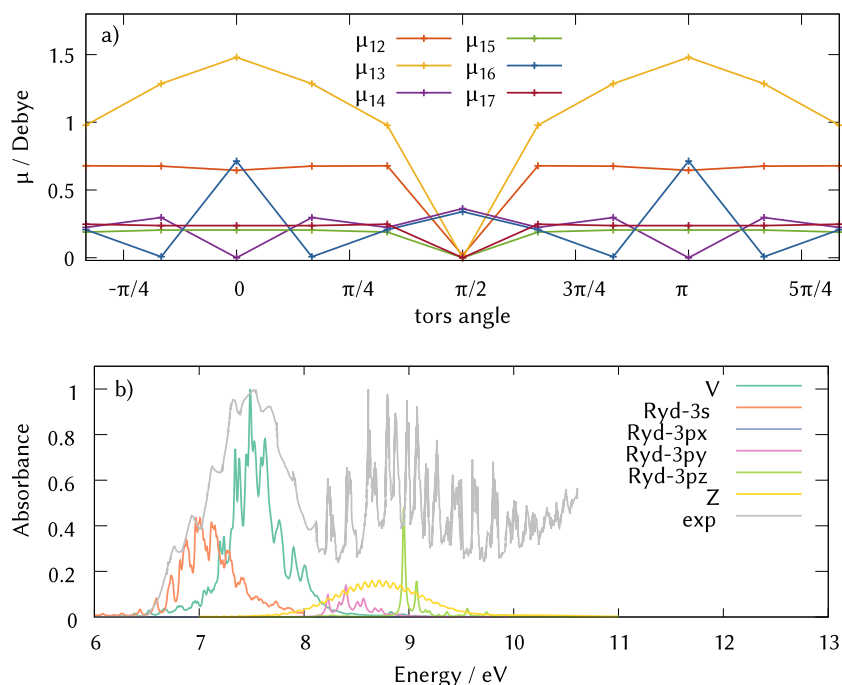 a)
μ12 μ15
μ13 μ16
μ14 μ17
1.5
1
0.5
0
μ / Debye
-π/4 0 π/4 π/2 3π/4 π 5π/4
tors angle
b)
V
Ryd-3s
Ryd-3px
Ryd-3py
Ryd-3pz
Z
exp
1
0.8
0.6
0.4
0.2
0
Absorbance
6 7 8 9 10 11 12 13
Energy / eV